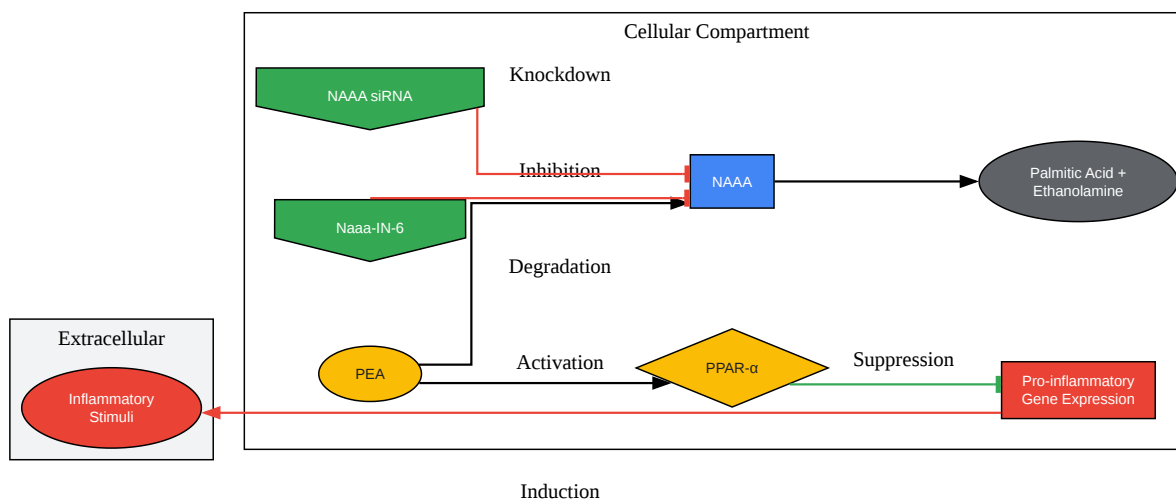 Cellular Compartment
Knockdown
NAAA siRNA
Inhibition
NAAA
Palmitic Acid +
Ethanolamine
Naaa-IN-6
Degradation
Extracellular
Inflammatory
Stimuli
PEA
Activation
PPAR-α
Suppression
Pro-inflammatory
Gene Expression
Induction